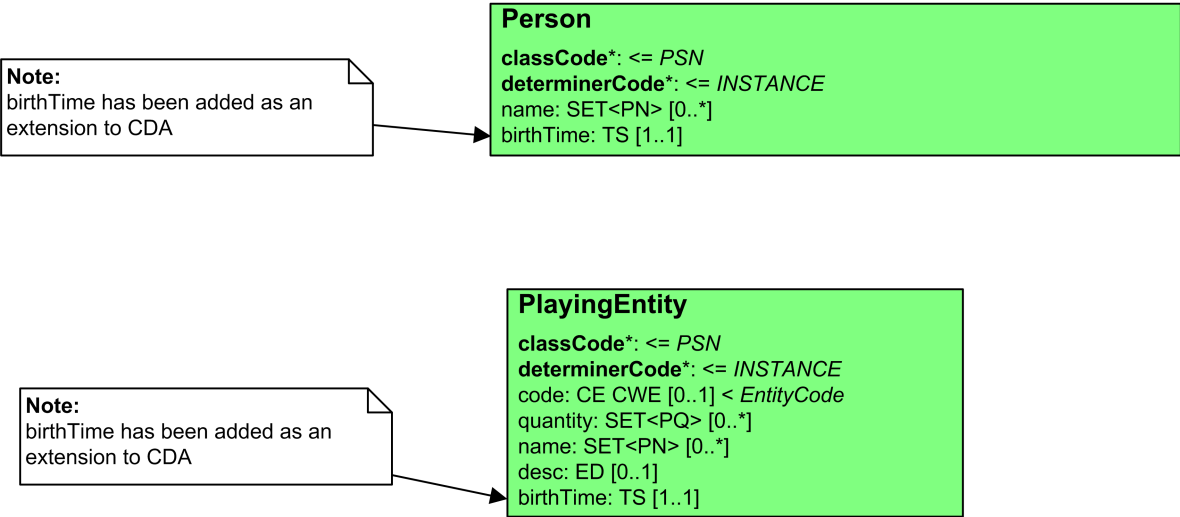 Person
classCode*: <= PSN
determinerCode*: <= INSTANCE
name: SET<PN> [0..*]
birthTime: TS [1..1]
Note:
birthTime has been added as an
extension to CDA
PlayingEntity
classCode*: <= PSN
determinerCode*: <= INSTANCE
code: CE CWE [0..1] < EntityCode
quantity: SET<PQ> [0..*]
name: SET<PN> [0..*]
desc: ED [0..1]
birthTime: TS [1..1]
Note:
birthTime has been added as an
extension to CDA